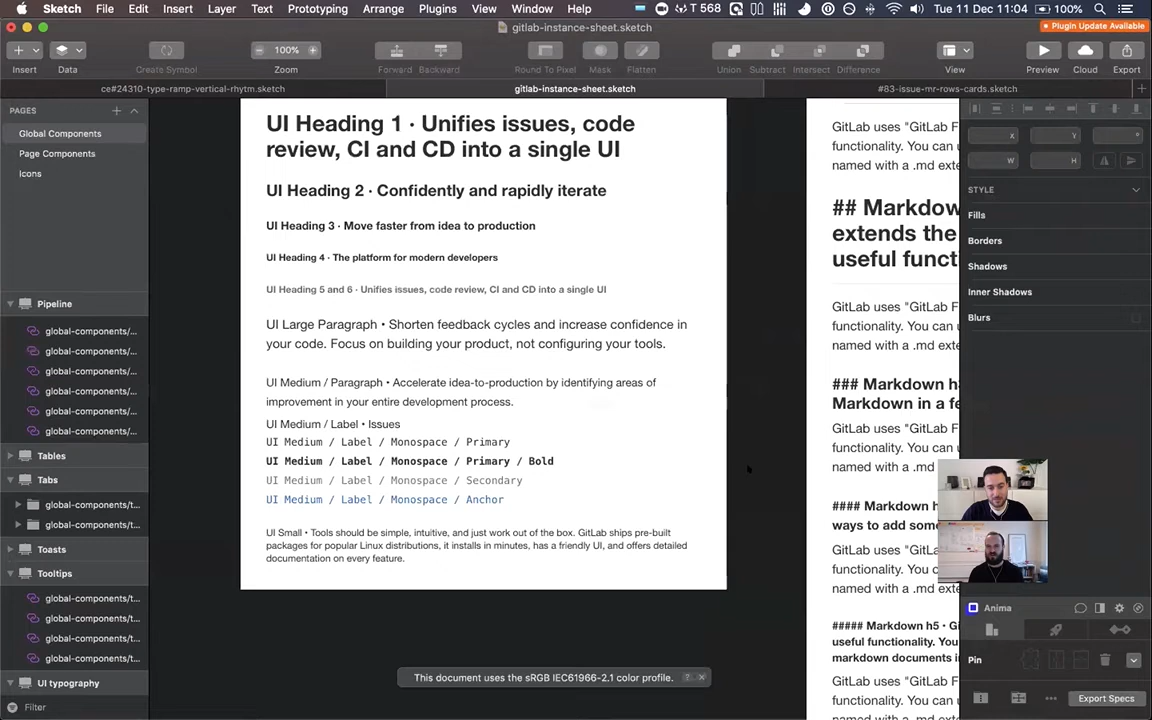 Sketch File Edit Insert Layer Text Prototyping Arrange Plugins View Window Help T 568 100% Tue 11 Dec 11:04
gitlab-instance-sheet.sketch
Plugin Update Available
100%
Insert Data Create Symbol Zoom Forward Backward Round To Pixel Mask Flatten Union Subtract Intersect Difference View Preview Cloud Export
ce#24310-type-ramp-vertical-rhytm.sketch gitlab-instance-sheet.sketch #83-issue-mr-rows-cards.sketch
PAGES
Global Components
Page Components
Icons
Pipeline
global-components/...
global-components/...
global-components/...
global-components/...
global-components/...
global-components/...
Tables
Tabs
global-components/t...
global-components/t...
Toasts
Tooltips
global-components/t...
global-components/t...
global-components/t...
global-components/t...
UI typography
Filter
UI Heading 1 · Unifies issues, code
review, CI and CD into a single UI
UI Heading 2 · Confidently and rapidly iterate
UI Heading 3 · Move faster from idea to production
UI Heading 4 · The platform for modern developers
UI Heading 5 and 6 · Unifies issues, code review, CI and CD into a single UI
UI Large Paragraph • Shorten feedback cycles and increase confidence in
your code. Focus on building your product, not configuring your tools.
UI Medium / Paragraph • Accelerate idea-to-production by identifying areas of
improvement in your entire development process.
UI Medium / Label • Issues
UI Medium / Label / Monospace / Primary
UI Medium / Label / Monospace / Primary / Bold
UI Medium / Label / Monospace / Secondary
UI Medium / Label / Monospace / Anchor
UI Small • Tools should be simple, intuitive, and just work out of the box. GitLab ships pre-built
packages for popular Linux distributions, it installs in minutes, has a friendly UI, and offers detailed
documentation on every feature.
This document uses the sRGB IEC61966-2.1 color profile. ?
GitLab uses "GitLab F
functionality. You can u
named with a .md exte
## Markdow
extends the
useful funct
GitLab uses "GitLab F
functionality. You can u
named with a .md exte
### Markdown h
Markdown in a fe
GitLab uses "GitLab F
functionality. You can
named with a .md
#### Markdown h
ways to add som
GitLab uses "GitLab
functionality. You c
named with a .md exte
##### Markdown h5 • Gi
useful functionality. You
markdown documents i
GitLab uses "GitLab F
functionality. You can u
named with a .md exte
X Y °
W H
STYLE
Fills
Borders
Shadows
Inner Shadows
Blurs
Anima
Pin
Export Specs